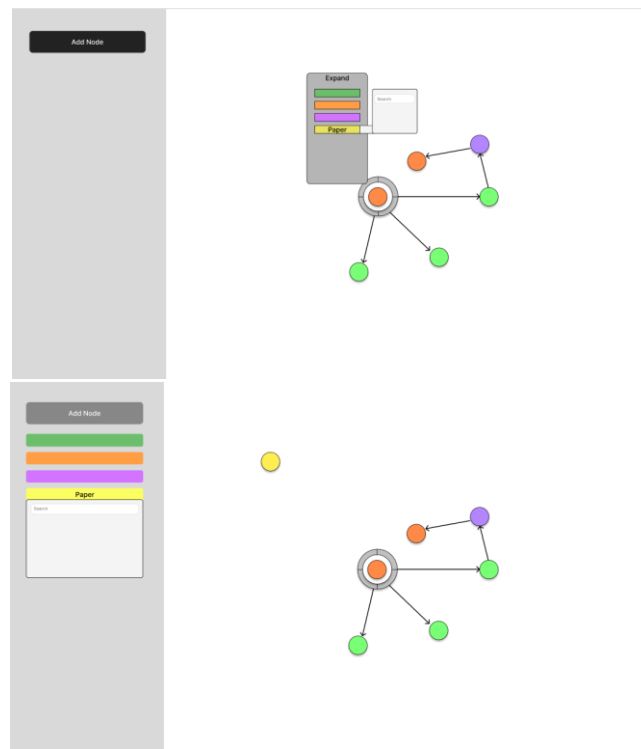 Add Node
Expand
Search
Paper
Add Node
Paper
Search